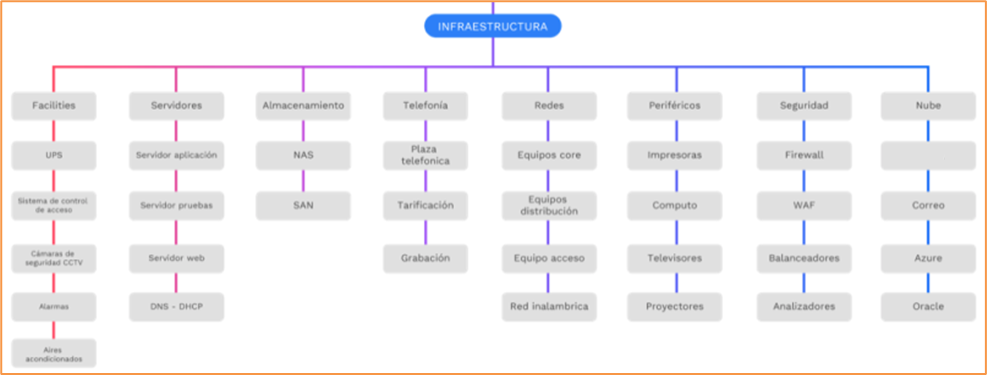 INFRAESTRUCTURA
Facilities
UPS
Sistema de control
de acceso
Cámaras de
seguridad CCTV
Alarmas
Aires
acondicionados
Servidores
Servidor aplicación
Servidor pruebas
Servidor web
DNS - DHCP
Almacenamiento
NAS
SAN
Telefonía
Plaza
telefonica
Tarificación
Grabación
Redes
Equipos core
Equipos
distribución
Equipo acceso
Red inalambrica
Periféricos
Impresoras
Computo
Televisores
Proyectores
Seguridad
Firewall
WAF
Balanceadores
Analizadores
Nube
Correo
Azure
Oracle